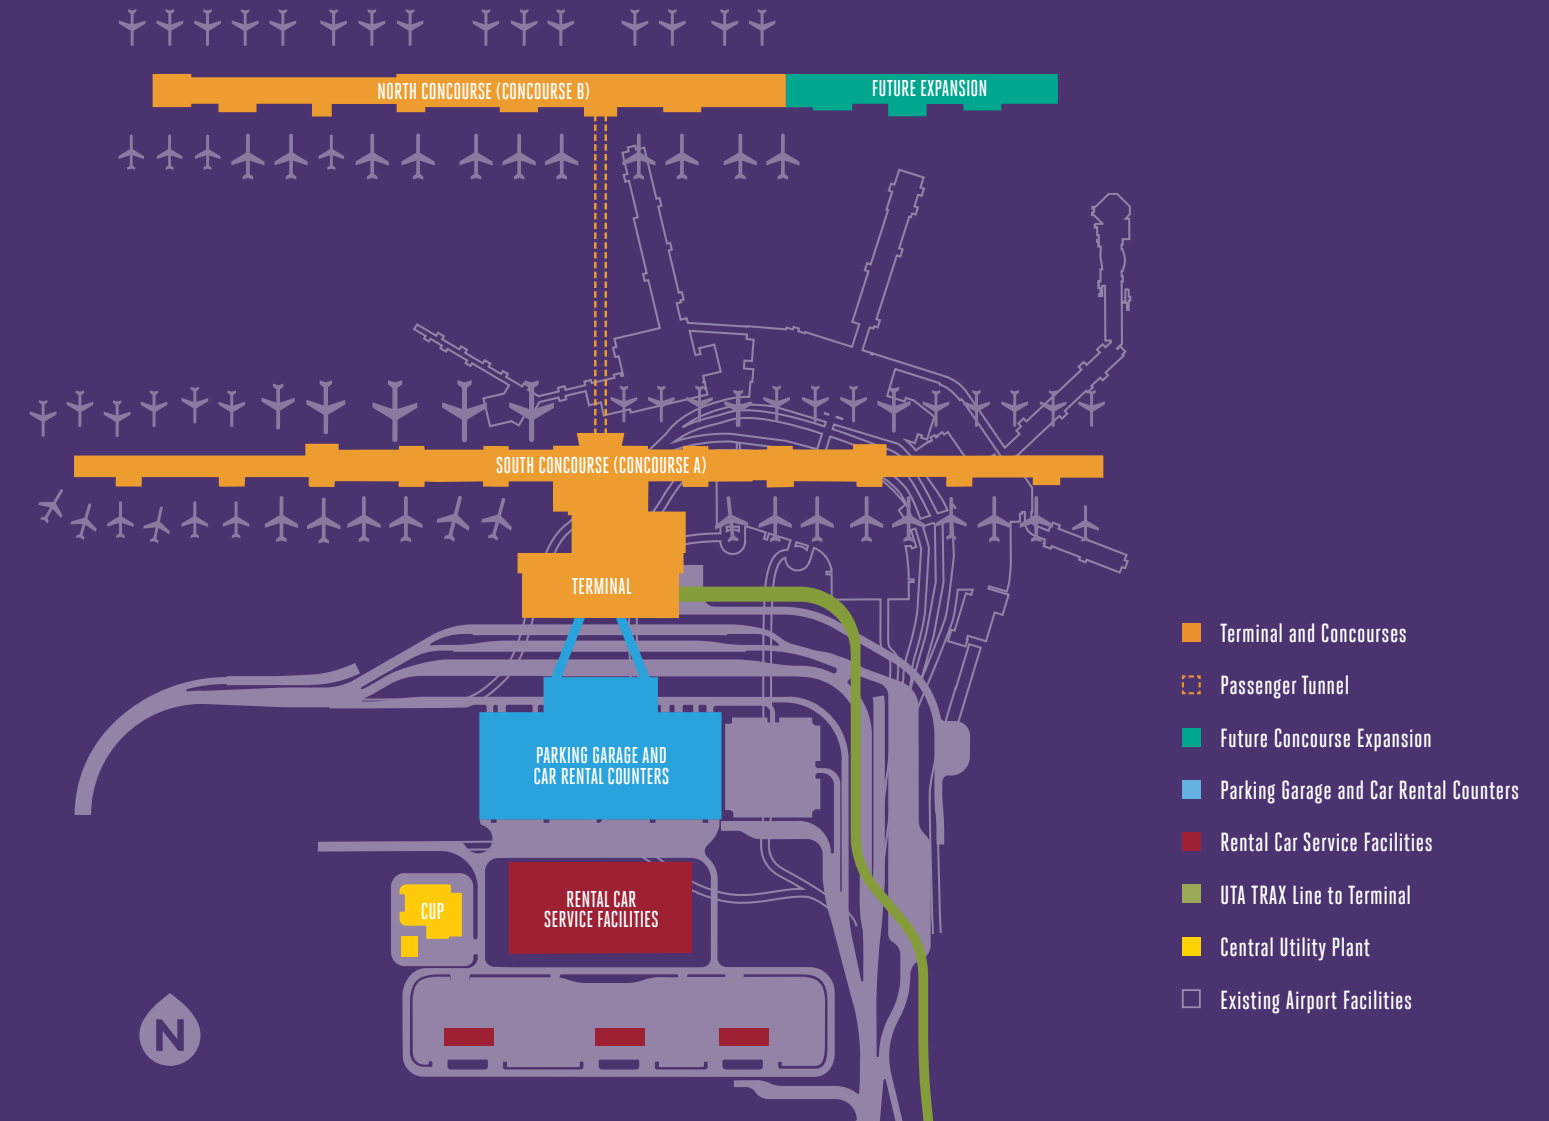 NORTH CONCOURSE (CONCOURSE B)
FUTURE EXPANSION
SOUTH CONCOURSE (CONCOURSE A)
TERMINAL
PARKING GARAGE AND
CAR RENTAL COUNTERS
RENTAL CAR
SERVICE FACILITIES
CUP
N
Terminal and Concourses
Passenger Tunnel
Future Concourse Expansion
Parking Garage and Car Rental Counters
Rental Car Service Facilities
UTA TRAX Line to Terminal
Central Utility Plant
Existing Airport Facilities